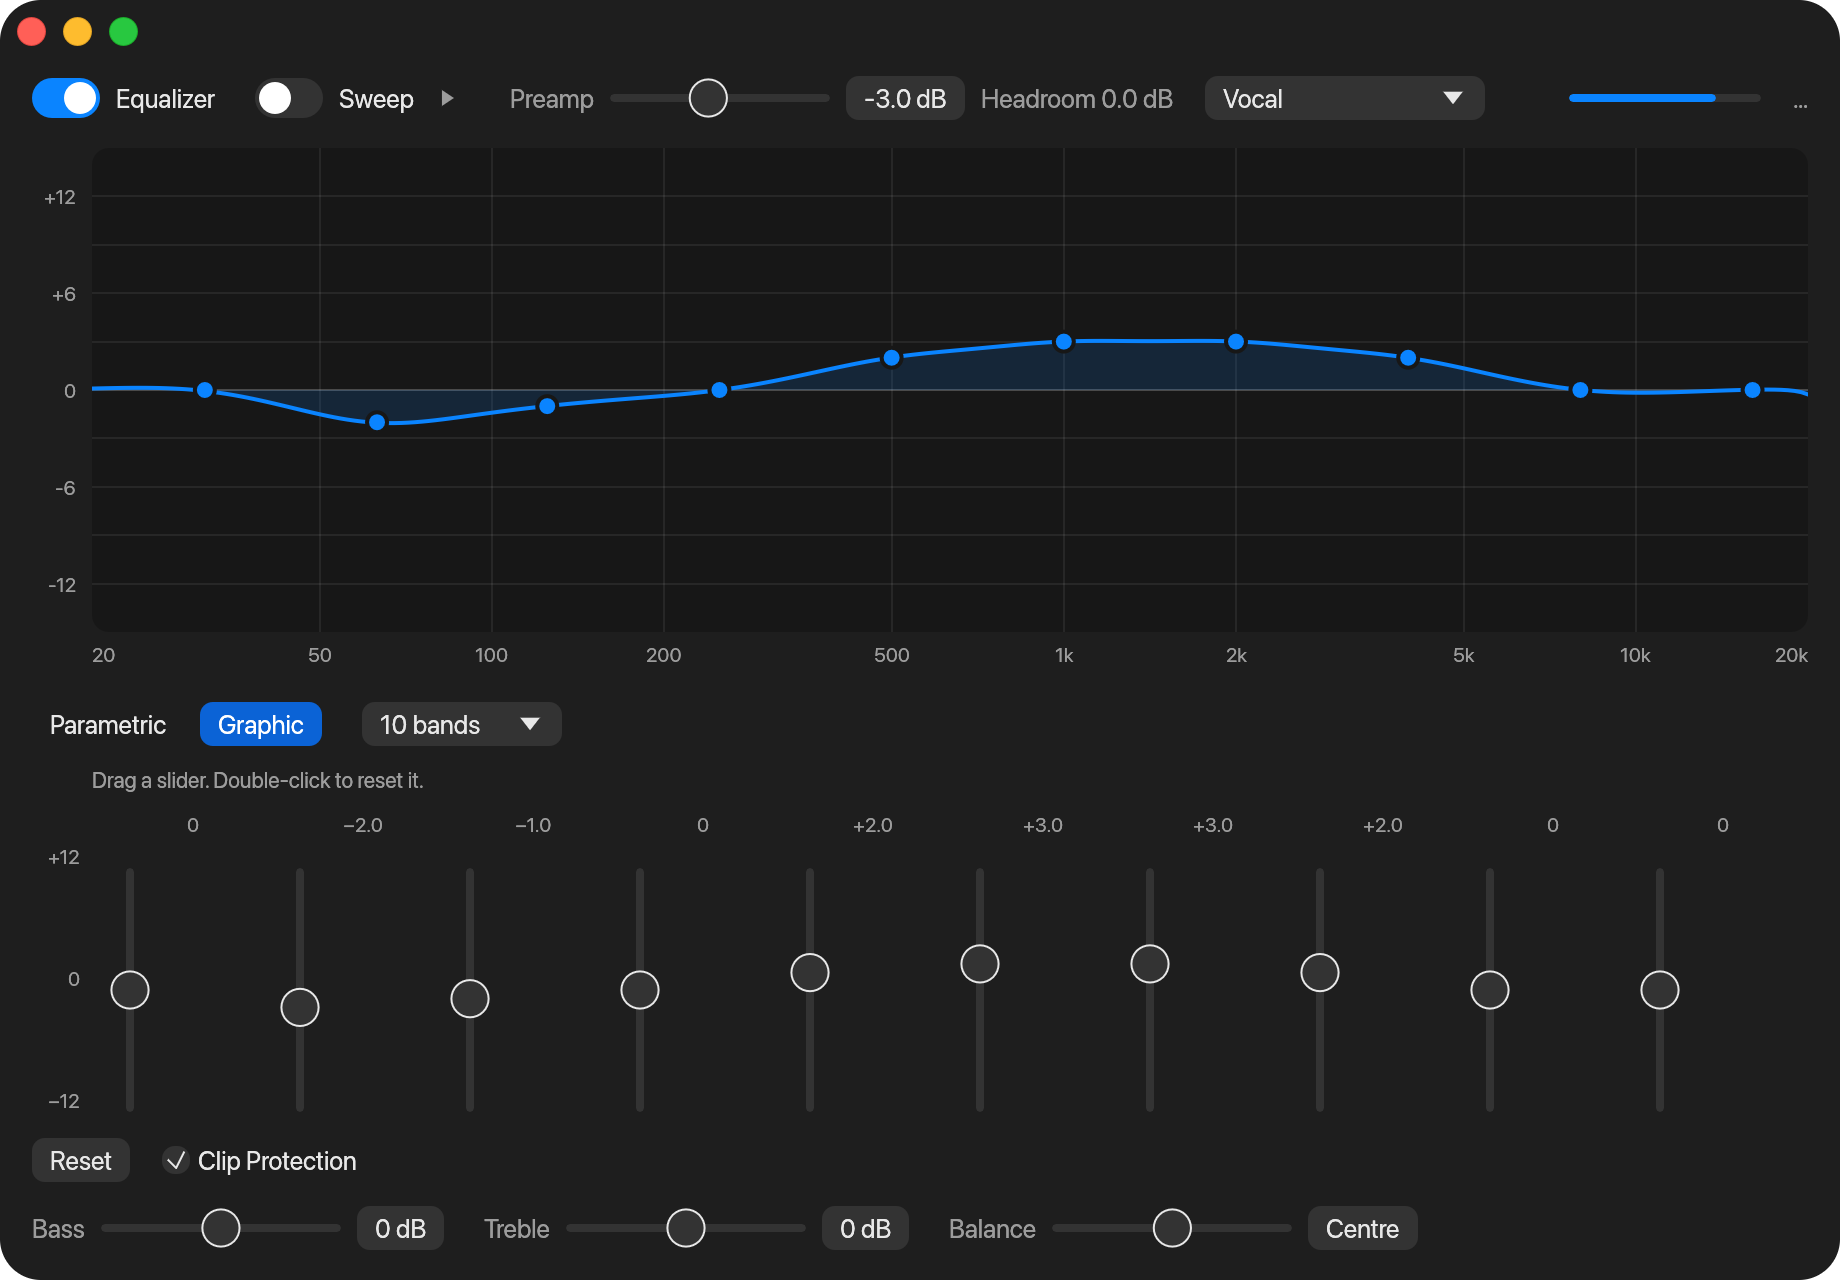 Equalizer Sweep Preamp -3.0 dB Headroom 0.0 dB Vocal ...
+12
+6
0
-6
-12
20 50 100 200 500 1k 2k 5k 10k 20k
Parametric Graphic 10 bands
Drag a slider. Double-click to reset it.
0 −2.0 −1.0 0 +2.0 +3.0 +3.0 +2.0 0 0
+12
0
−12
Reset Clip Protection
Bass 0 dB Treble 0 dB Balance Centre